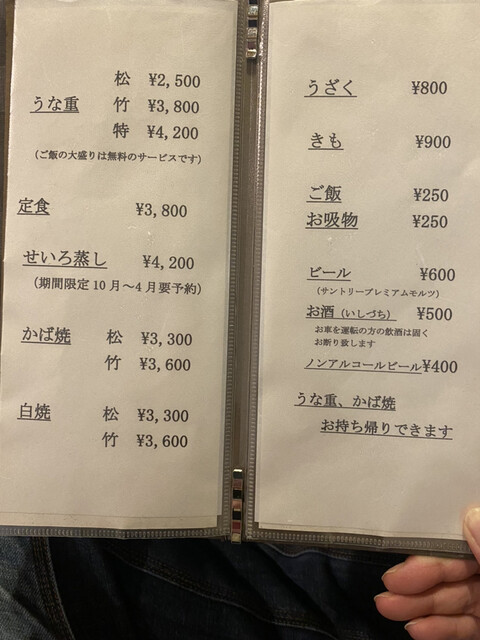 松 ¥2,500
うな重 竹 ¥3,800
特 ¥4,200
(ご飯の大盛りは無料のサービスです)
定食 ¥3,800
せいろ蒸し ¥4,200
(期間限定10月～4月要予約)
かば焼 松 ¥3,300
竹 ¥3,600
白焼 松 ¥3,300
竹 ¥3,600
うざく ¥800
きも ¥900
ご飯 ¥250
お吸物 ¥250
ビール ¥600
(サントリープレミアムモルツ)
お酒(いしづち) ¥500
お車を運転の方の飲酒は固く
お断り致します
ノンアルコールビール ¥400
うな重、かば焼
お持ち帰りできます